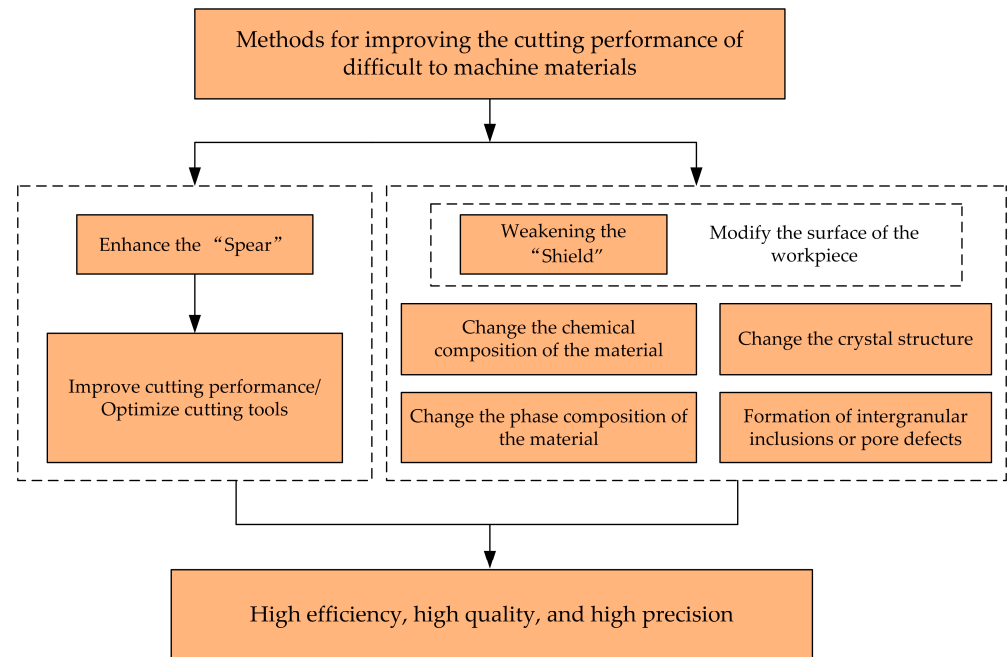 Methods for improving the cutting performance of
difficult to machine materials
Enhance the “Spear”
Improve cutting performance/
Optimize cutting tools
Weakening the
“Shield”
Modify the surface of the
workpiece
Change the chemical
composition of the material
Change the crystal structure
Change the phase composition of
the material
Formation of intergranular
inclusions or pore defects
High efficiency, high quality, and high precision